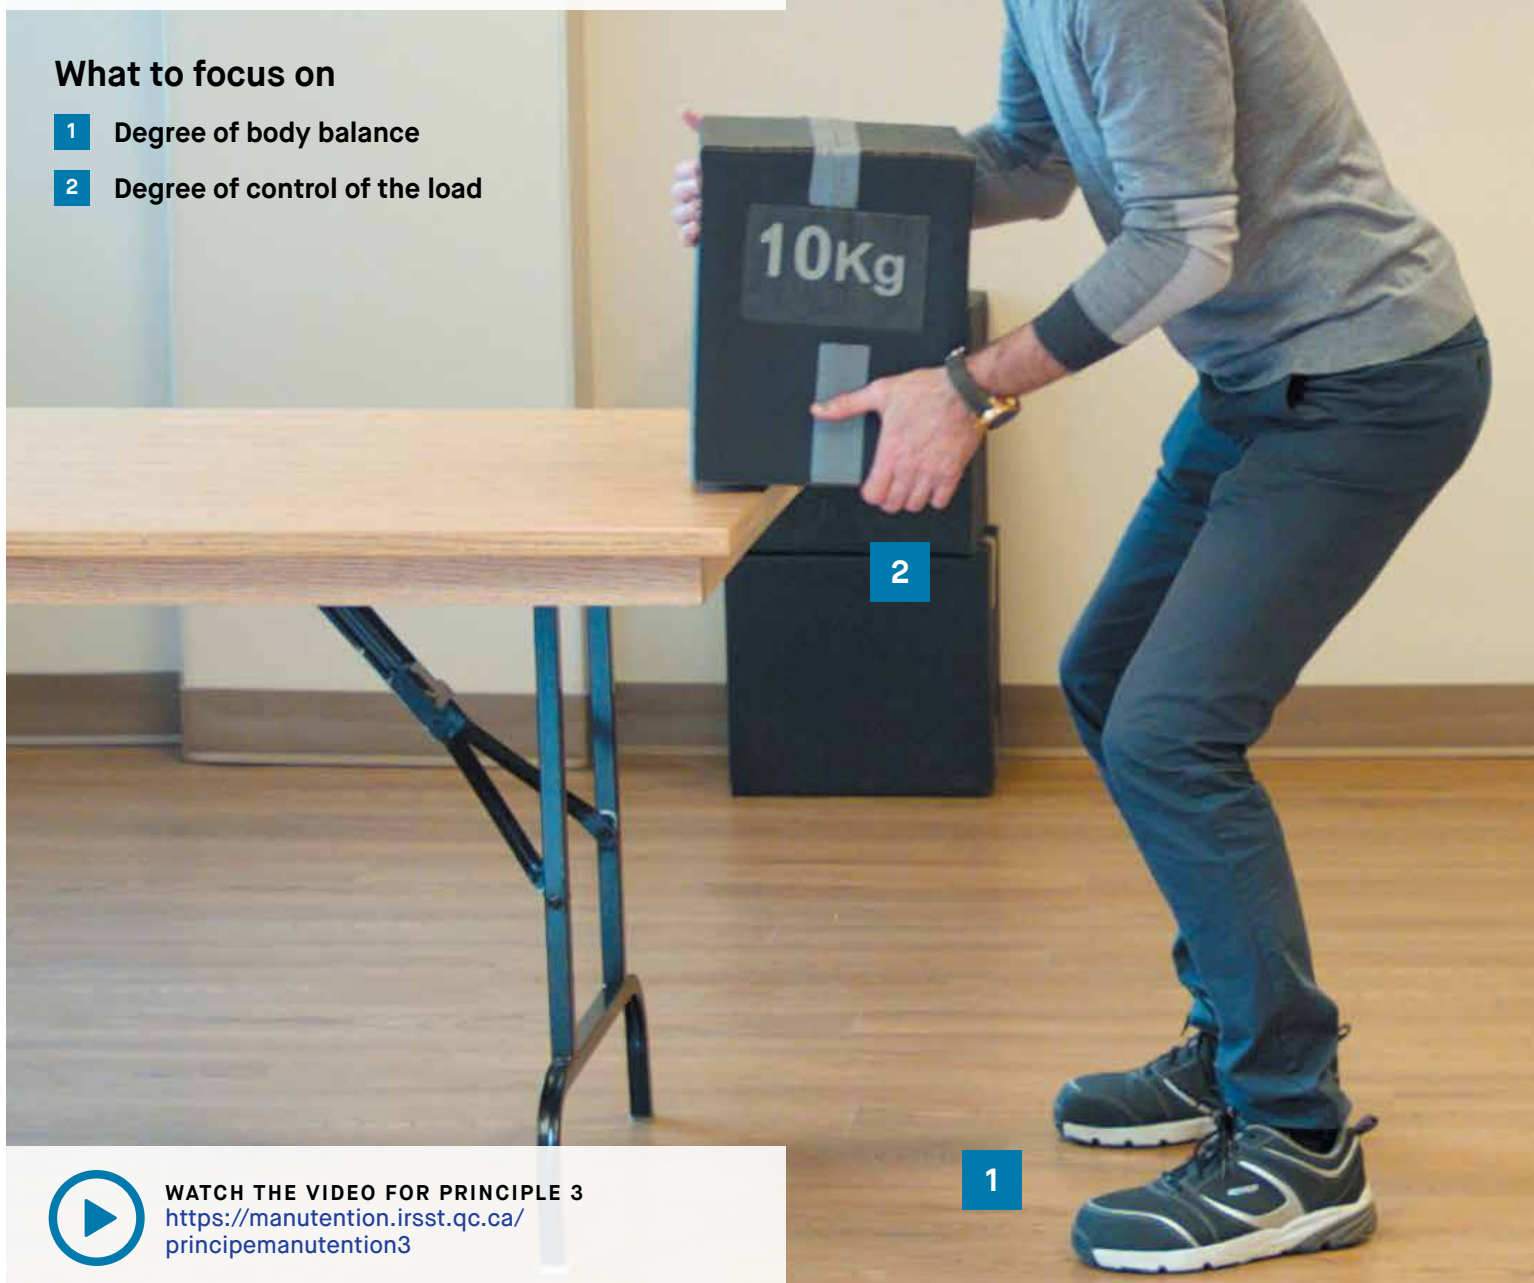 What to focus on
1 Degree of body balance
2 Degree of control of the load
10Kg
2
1
WATCH THE VIDEO FOR PRINCIPLE 3
https://manutention.irsst.qc.ca/
principemanutention3